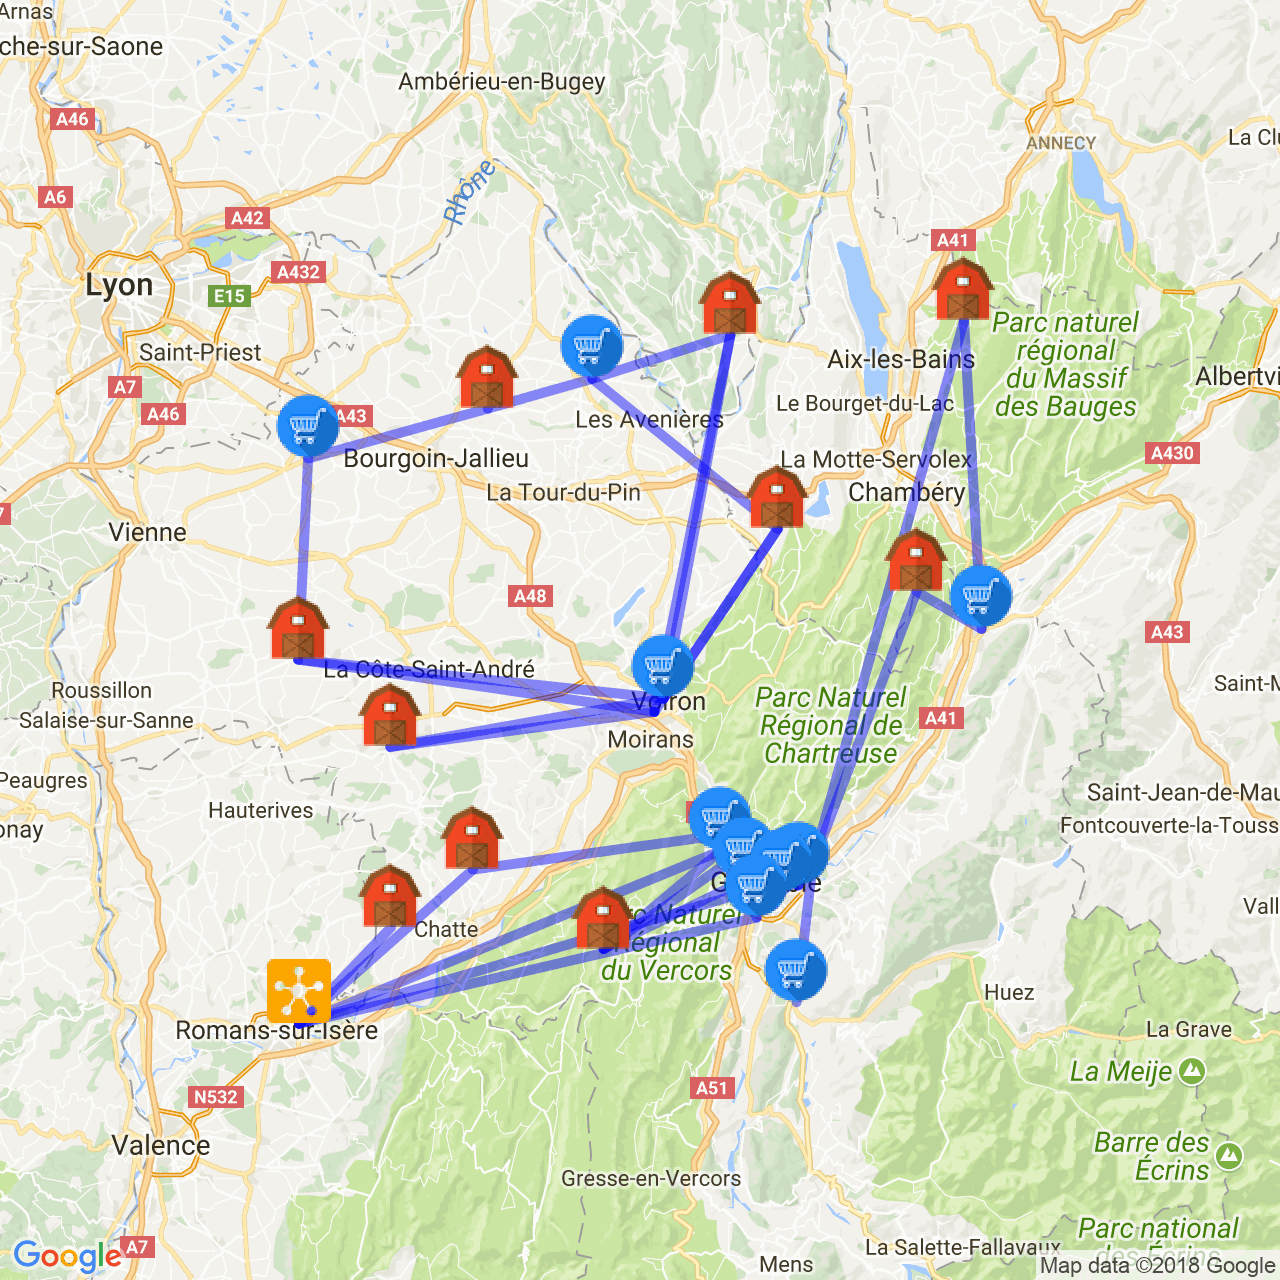 Arnas
che-sur-Saone
Ambérieu-en-Bugey
A46
ANNECY
La Clu
A6
Rhône
A42
A41
A432
Lyon
E15
Parc naturel
régional
du Massif
des Bauges
Saint-Priest
Aix-les-Bains
Albertvi
A7
A46
A43
Le Bourget-du-Lac
Les Avenières
Bourgoin-Jallieu
La Motte-Servolex
A430
La Tour-du-Pin
Chambéry
7
Vienne
A48
A43
La Côte-Saint-André
Roussillon
Saint-M
Salaise-sur-Sanne
Voiron
Parc Naturel
Régional de
Chartreuse
A41
Moirans
Peaugres
Saint-Jean-de-Mau
Hauterives
onay
Fontcouverte-la-Touss
Vall
Chatte
Parc Naturel
Régional
du Vercors
Huez
Romans-sur-Isère
La Grave
La Meije
A51
N532
Valence
Barre des
Écrins
Gresse-en-Vercors
Parc national
des Écrins
A7
Google
La Salette-Fallavaux
Mens
Map data ©2018 Google